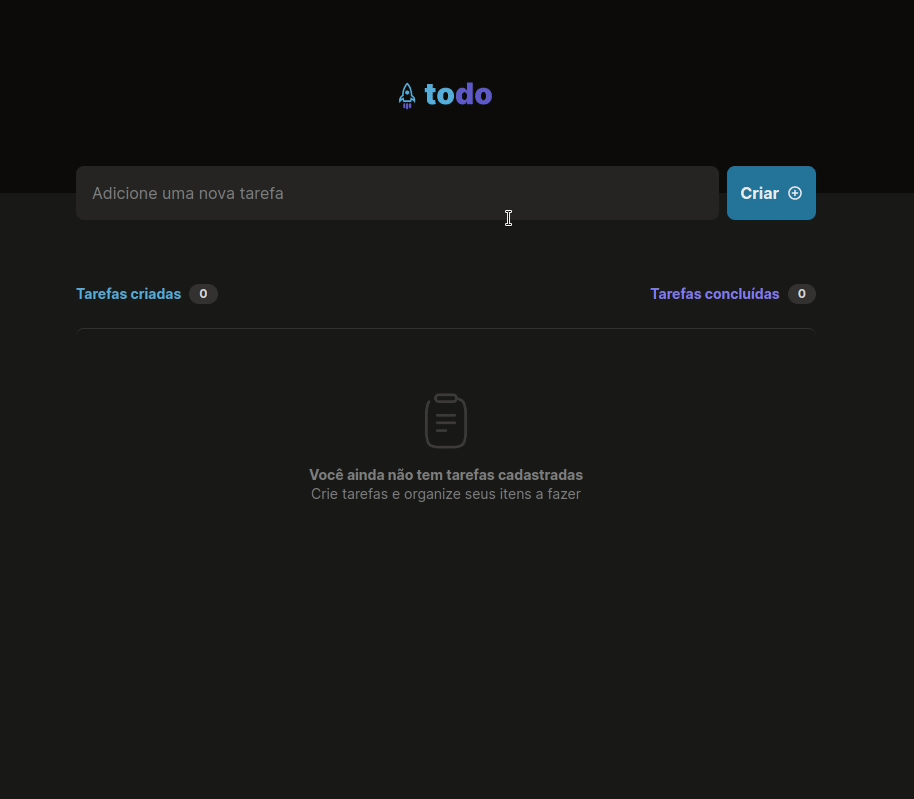 todo
Adicione uma nova tarefa
Criar
Tarefas criadas 0
Tarefas concluídas 0
Você ainda não tem tarefas cadastradas
Crie tarefas e organize seus itens a fazer